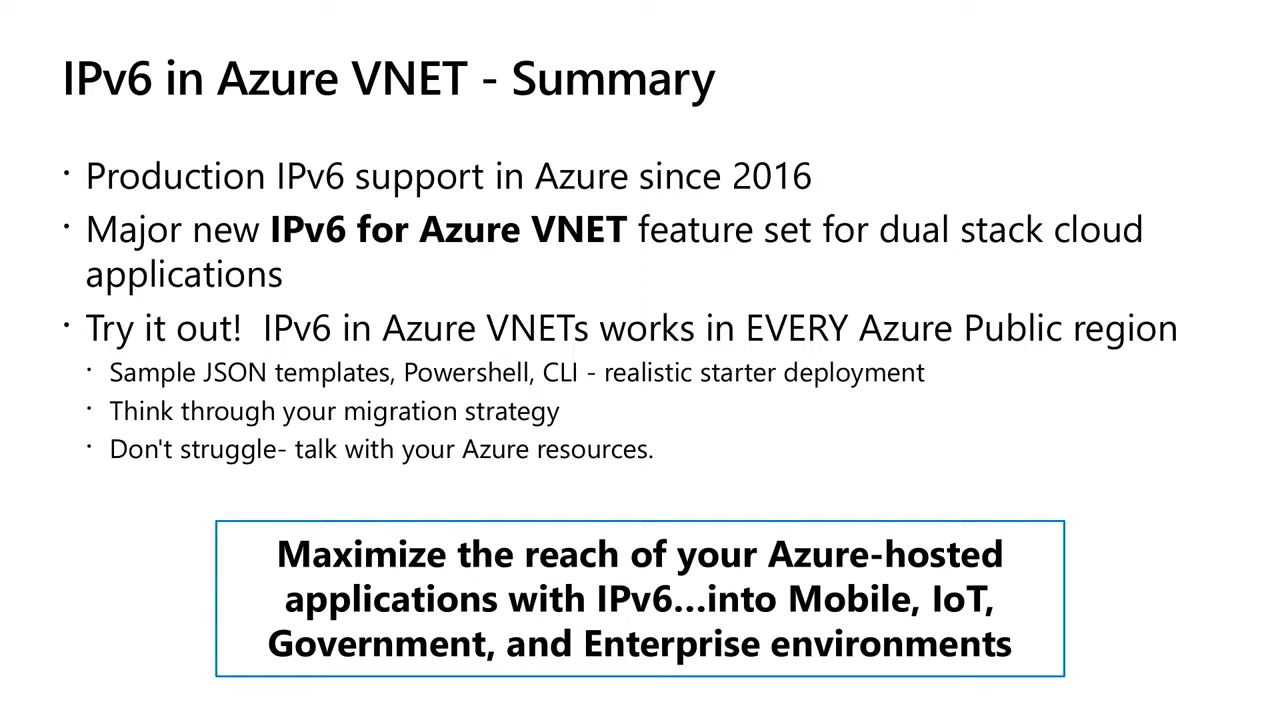 IPv6 in Azure VNET - Summary
· Production IPv6 support in Azure since 2016
· Major new IPv6 for Azure VNET feature set for dual stack cloud
applications
· Try it out!  IPv6 in Azure VNETs works in EVERY Azure Public region
· Sample JSON templates, Powershell, CLI - realistic starter deployment
· Think through your migration strategy
· Don't struggle- talk with your Azure resources.
Maximize the reach of your Azure-hosted
applications with IPv6...into Mobile, IoT,
Government, and Enterprise environments